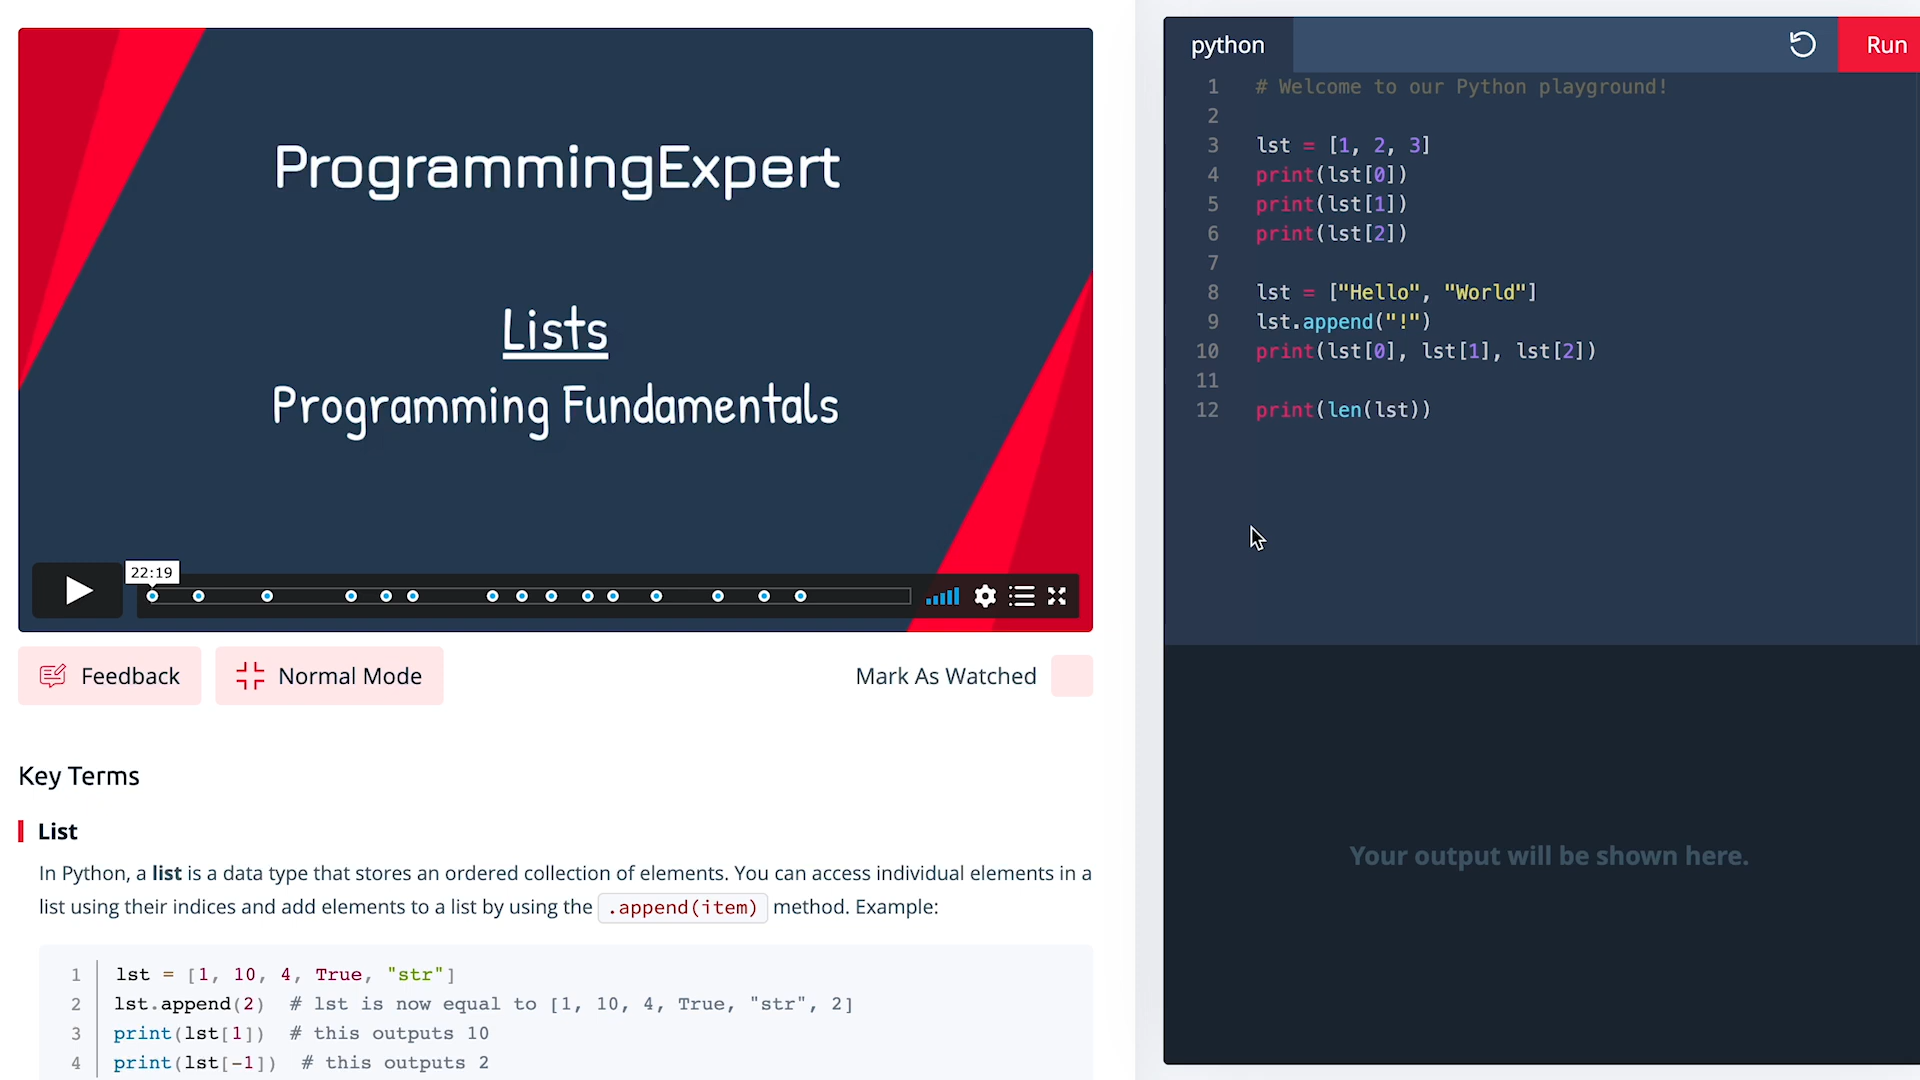 ProgrammingExpert
Lists
Programming Fundamentals
22:19
Feedback
Normal Mode
Mark As Watched
Key Terms
List
In Python, a list is a data type that stores an ordered collection of elements. You can access individual elements in a
list using their indices and add elements to a list by using the .append(item) method. Example:
1 lst = [1, 10, 4, True, "str"]
2 lst.append(2)  # lst is now equal to [1, 10, 4, True, "str", 2]
3 print(lst[1])  # this outputs 10
4 print(lst[-1])  # this outputs 2
python
Run
1 # Welcome to our Python playground!
2
3 lst = [1, 2, 3]
4 print(lst[0])
5 print(lst[1])
6 print(lst[2])
7
8 lst = ["Hello", "World"]
9 lst.append("!")
10 print(lst[0], lst[1], lst[2])
11
12 print(len(lst))
Your output will be shown here.